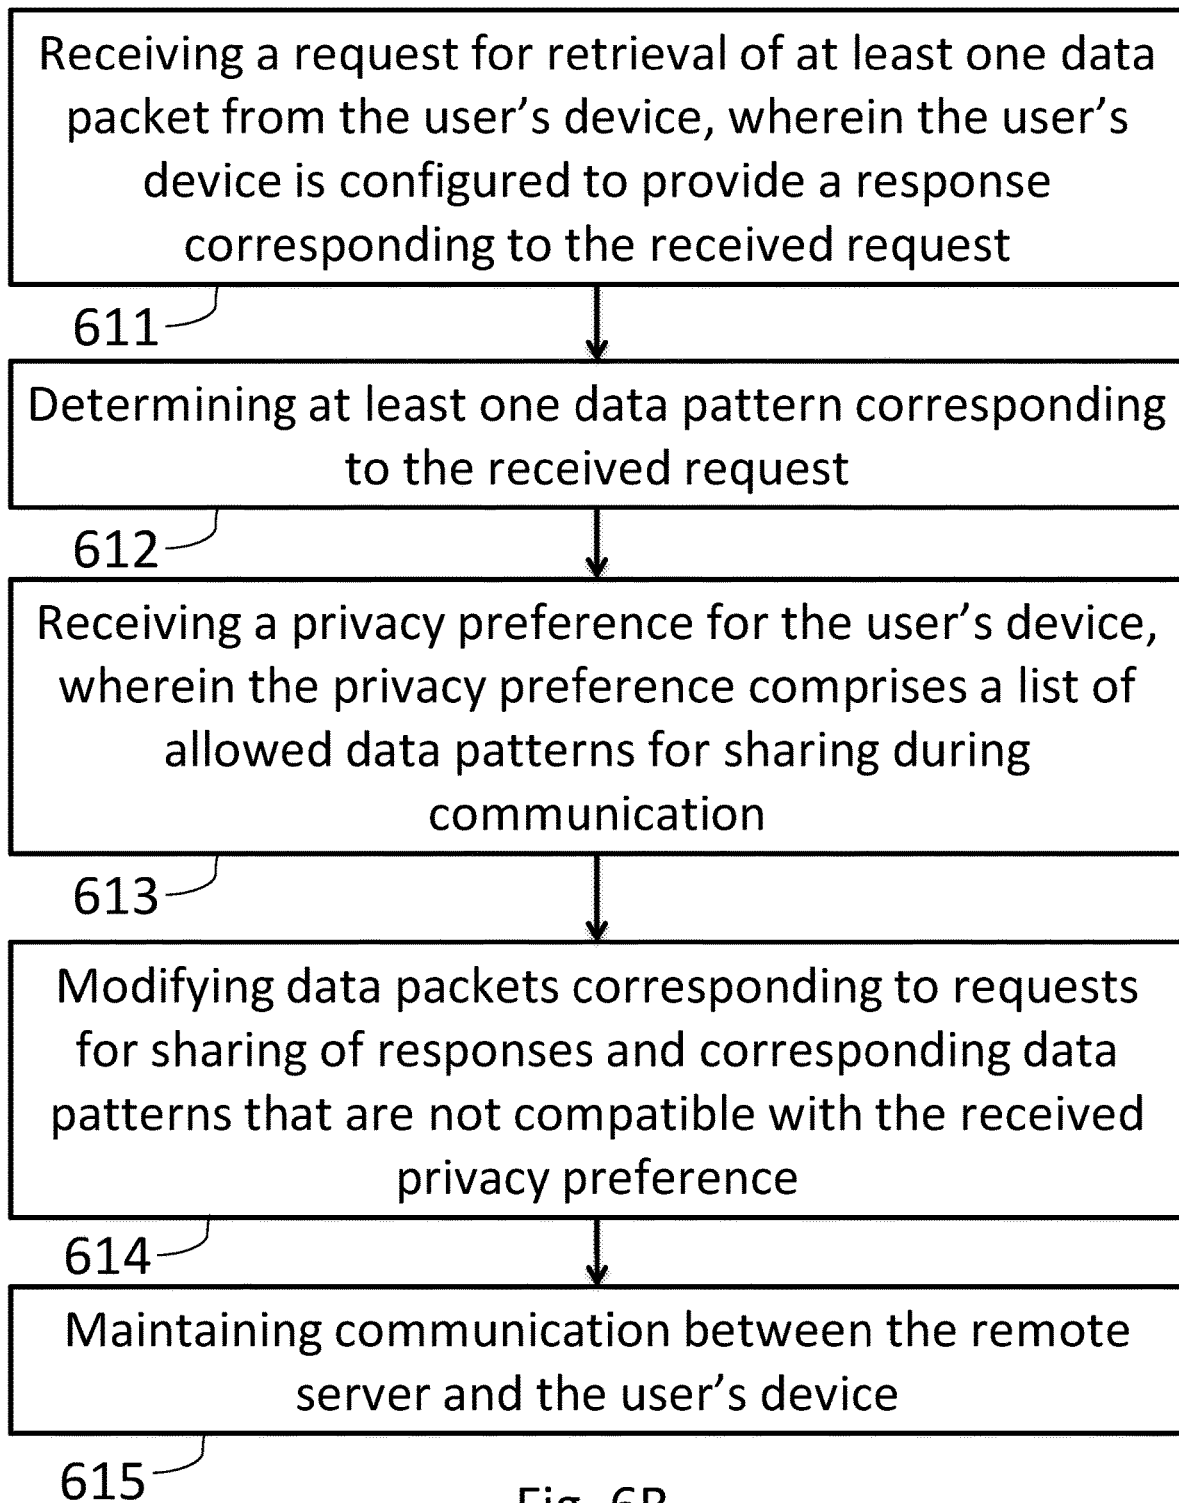 Receiving a request for retrieval of at least one data
packet from the user’s device, wherein the user’s
device is configured to provide a response
corresponding to the received request
611
Determining at least one data pattern corresponding
to the received request
612
Receiving a privacy preference for the user’s device,
wherein the privacy preference comprises a list of
allowed data patterns for sharing during
communication
613
Modifying data packets corresponding to requests
for sharing of responses and corresponding data
patterns that are not compatible with the received
privacy preference
614
Maintaining communication between the remote
server and the user’s device
615
Fig. 6B